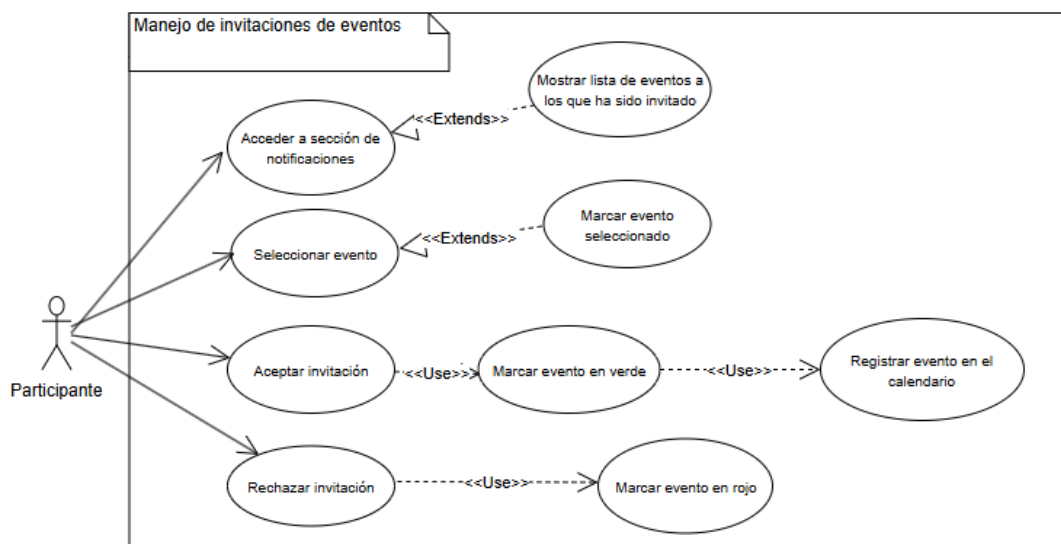 Manejo de invitaciones de eventos
Mostrar lista de eventos a
los que ha sido invitado
<<Extends>>
Acceder a sección de
notificaciones
Marcar evento
seleccionado
<<Extends>>
Seleccionar evento
Participante
Aceptar invitación
<<Use>>
Marcar evento en verde
<<Use>>
Registrar evento en el
calendario
Rechazar invitación
<<Use>>
Marcar evento en rojo